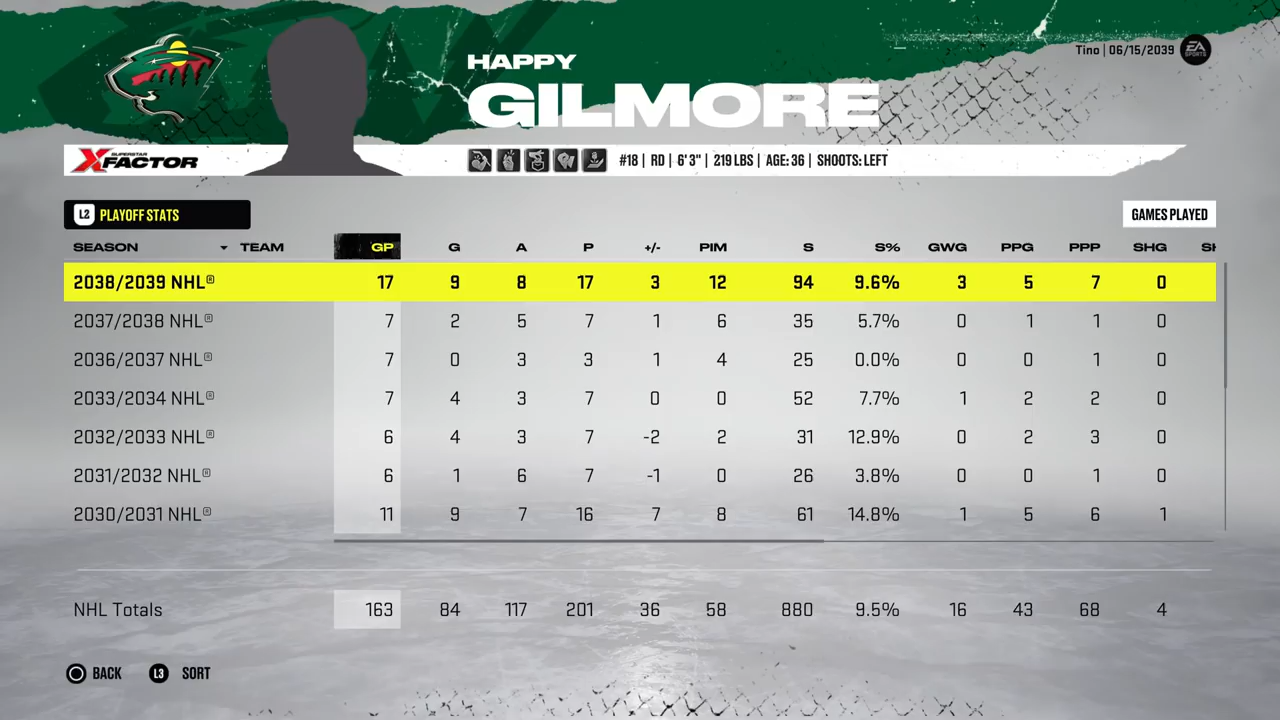 Tino | 06/15/2039
EA SPORTS
HAPPY
GILMORE
SUPERSTAR
X FACTOR
#18 | RD | 6' 3" | 219 LBS | AGE: 36 | SHOOTS: LEFT
L2 PLAYOFF STATS
GAMES PLAYED
SEASON TEAM GP G A P +/- PIM S S% GWG PPG PPP SHG
2038/2039 NHL® 17 9 8 17 3 12 94 9.6% 3 5 7 0
2037/2038 NHL® 7 2 5 7 1 6 35 5.7% 0 1 1 0
2036/2037 NHL® 7 0 3 3 1 4 25 0.0% 0 0 1 0
2033/2034 NHL® 7 4 3 7 0 0 52 7.7% 1 2 2 0
2032/2033 NHL® 6 4 3 7 -2 2 31 12.9% 0 2 3 0
2031/2032 NHL® 6 1 6 7 -1 0 26 3.8% 0 0 1 0
2030/2031 NHL® 11 9 7 16 7 8 61 14.8% 1 5 6 1
NHL Totals 163 84 117 201 36 58 880 9.5% 16 43 68 4
BACK L3 SORT